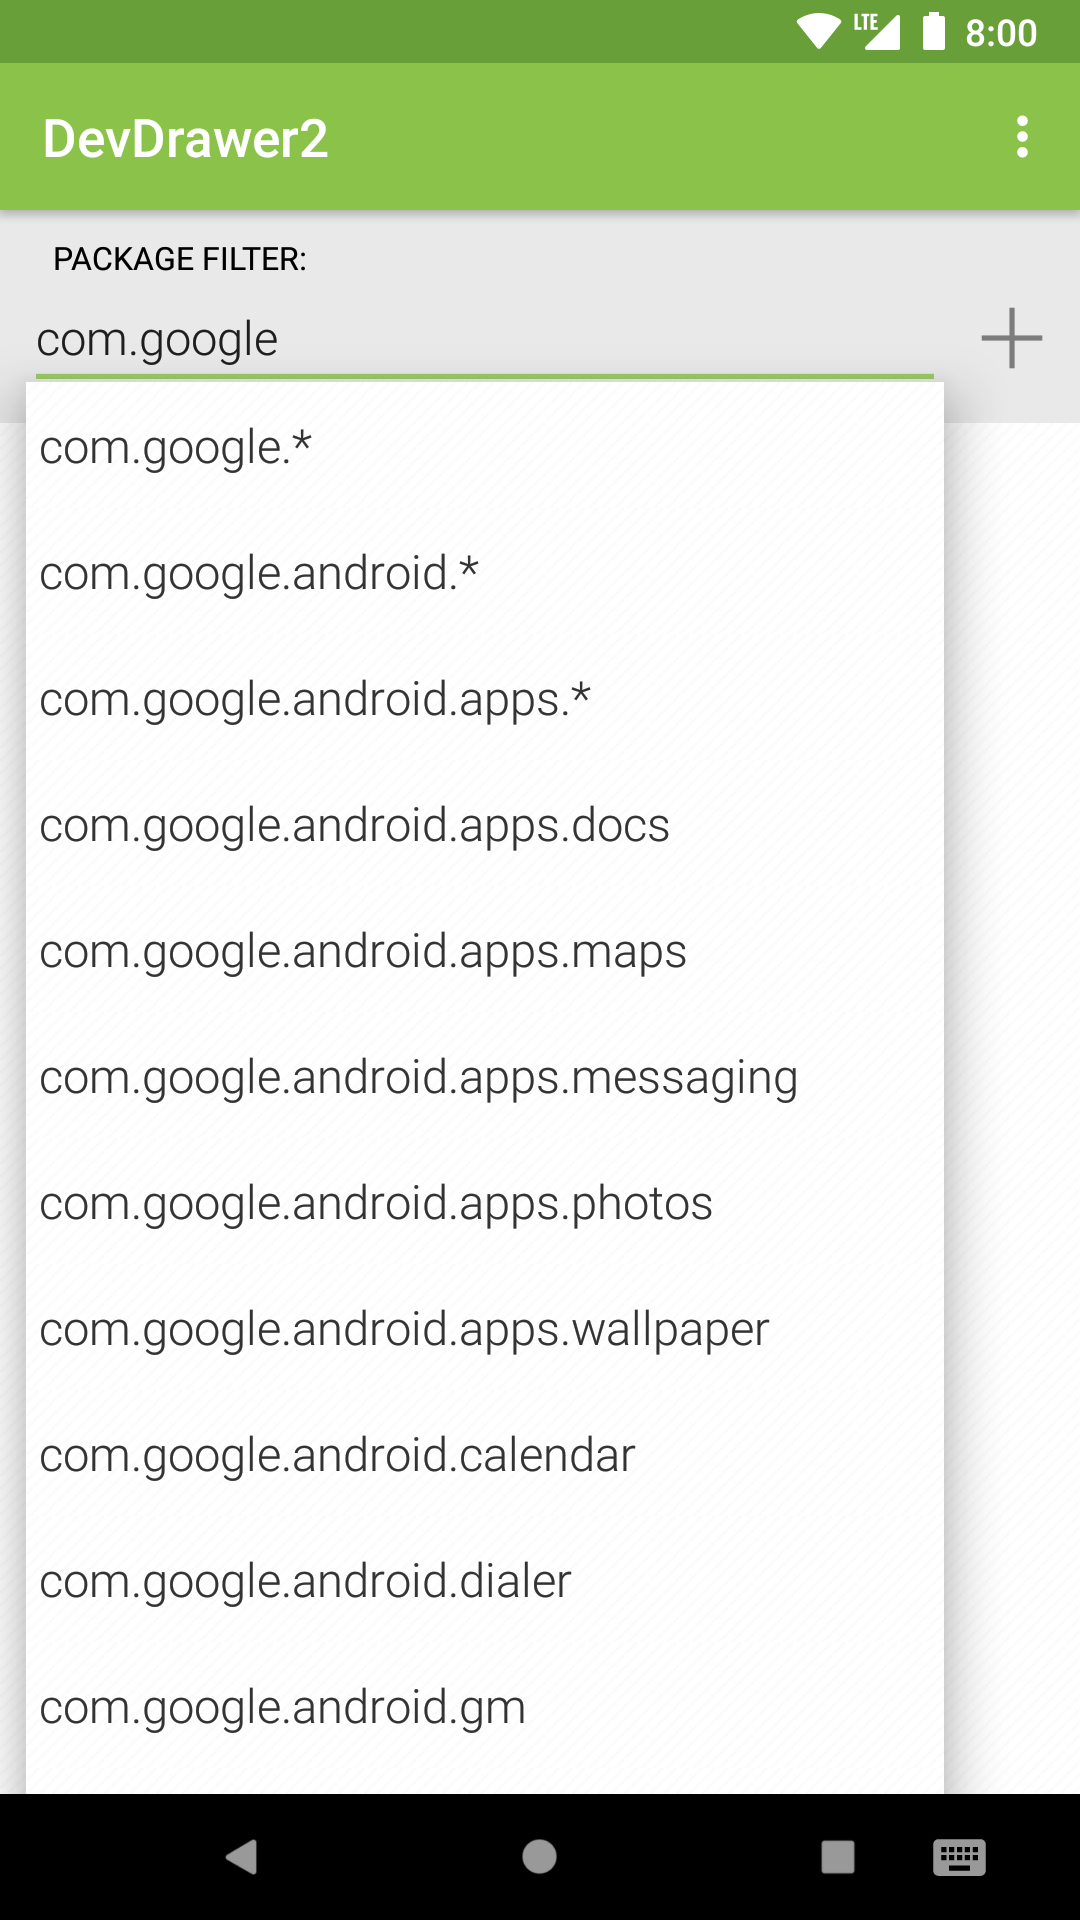 LTE 8:00
DevDrawer2
PACKAGE FILTER:
com.google
com.google.*
com.google.android.*
com.google.android.apps.*
com.google.android.apps.docs
com.google.android.apps.maps
com.google.android.apps.messaging
com.google.android.apps.photos
com.google.android.apps.wallpaper
com.google.android.calendar
com.google.android.dialer
com.google.android.gm